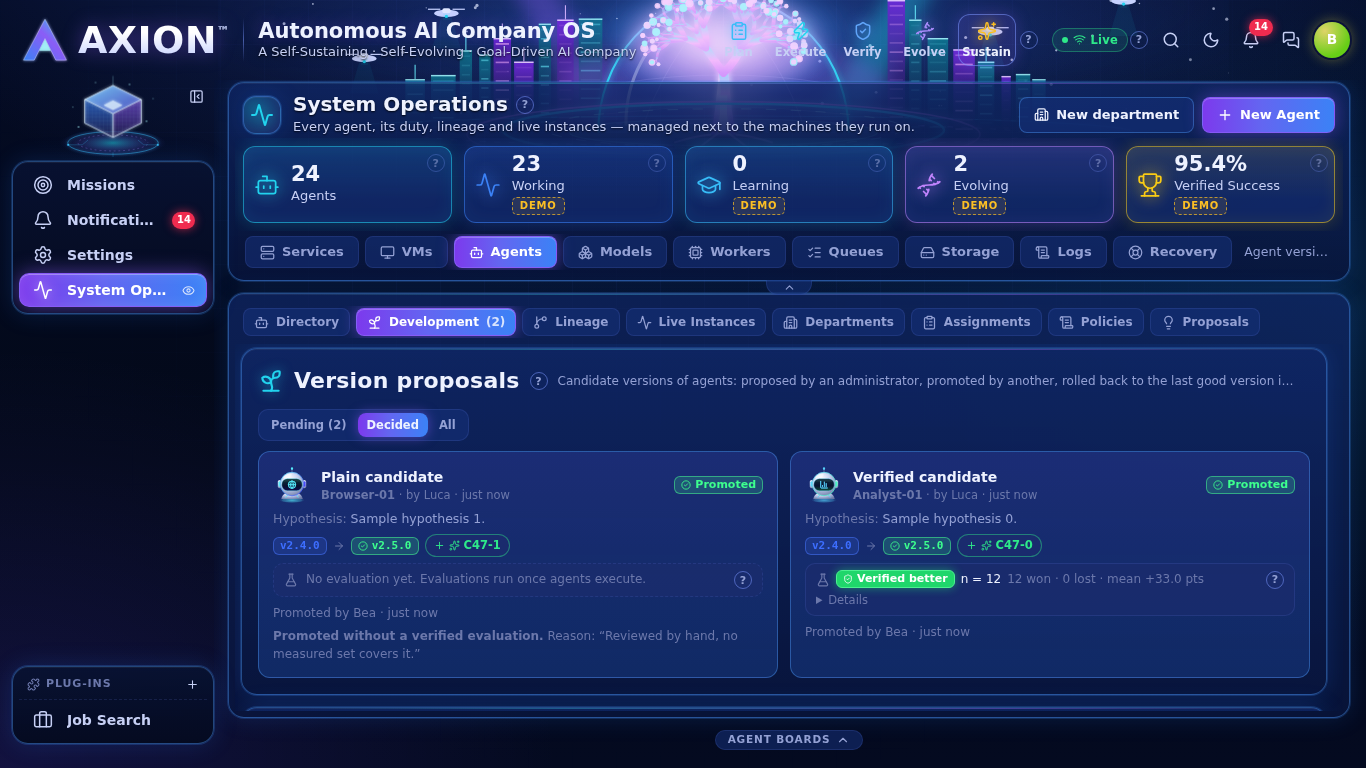 AXION™
Autonomous AI Company OS
A Self-Sustaining · Self-Evolving · Goal-Driven AI Company
Execute
Verify
Evolve
Sustain
?
Live
?
14
B
Missions
Notificati…
14
Settings
System Op…
PLUG-INS
+
Job Search
System Operations ?
Every agent, its duty, lineage and live instances — managed next to the machines they run on.
New department
+ New Agent
24
Agents
?
23
Working
DEMO
?
0
Learning
DEMO
?
2
Evolving
DEMO
?
95.4%
Verified Success
DEMO
?
Services
VMs
Agents
Models
Workers
Queues
Storage
Logs
Recovery
Agent versi…
Directory
Development (2)
Lineage
Live Instances
Departments
Assignments
Policies
Proposals
Version proposals ? Candidate versions of agents: proposed by an administrator, promoted by another, rolled back to the last good version i…
Pending (2)
Decided
All
Plain candidate
Browser-01 · by Luca · just now
Promoted
Hypothesis: Sample hypothesis 1.
v2.4.0 → v2.5.0 + C47-1
No evaluation yet. Evaluations run once agents execute. ?
Promoted by Bea · just now
Promoted without a verified evaluation. Reason: “Reviewed by hand, no
measured set covers it.”
Verified candidate
Analyst-01 · by Luca · just now
Promoted
Hypothesis: Sample hypothesis 0.
v2.4.0 → v2.5.0 + C47-0
Verified better n = 12 12 won · 0 lost · mean +33.0 pts ?
Details
Promoted by Bea · just now
AGENT BOARDS